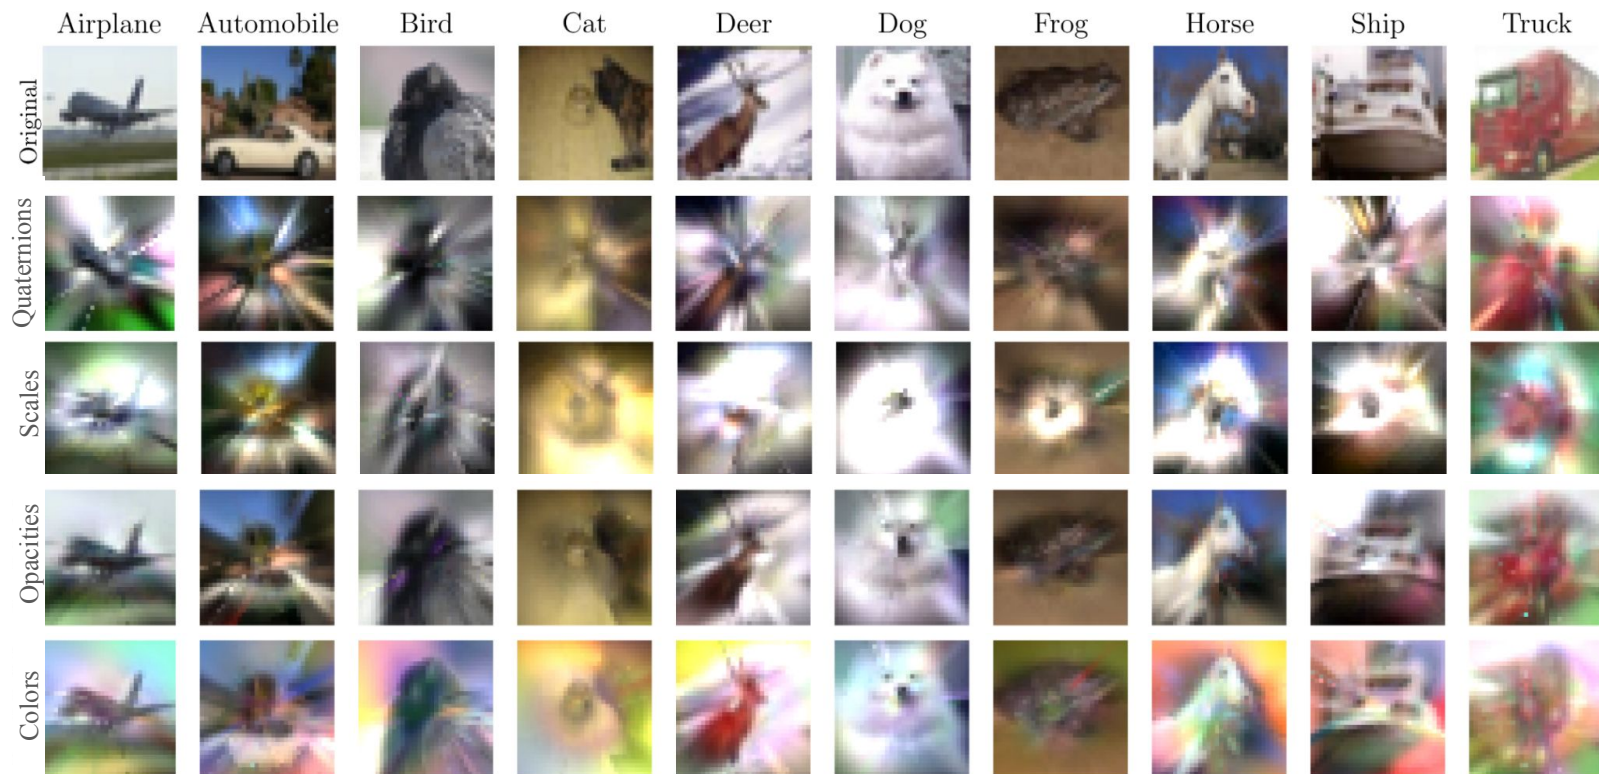 Airplane Automobile Bird Cat Deer Dog Frog Horse Ship Truck
Original
Quaternions
Scales
Opacities
Colors